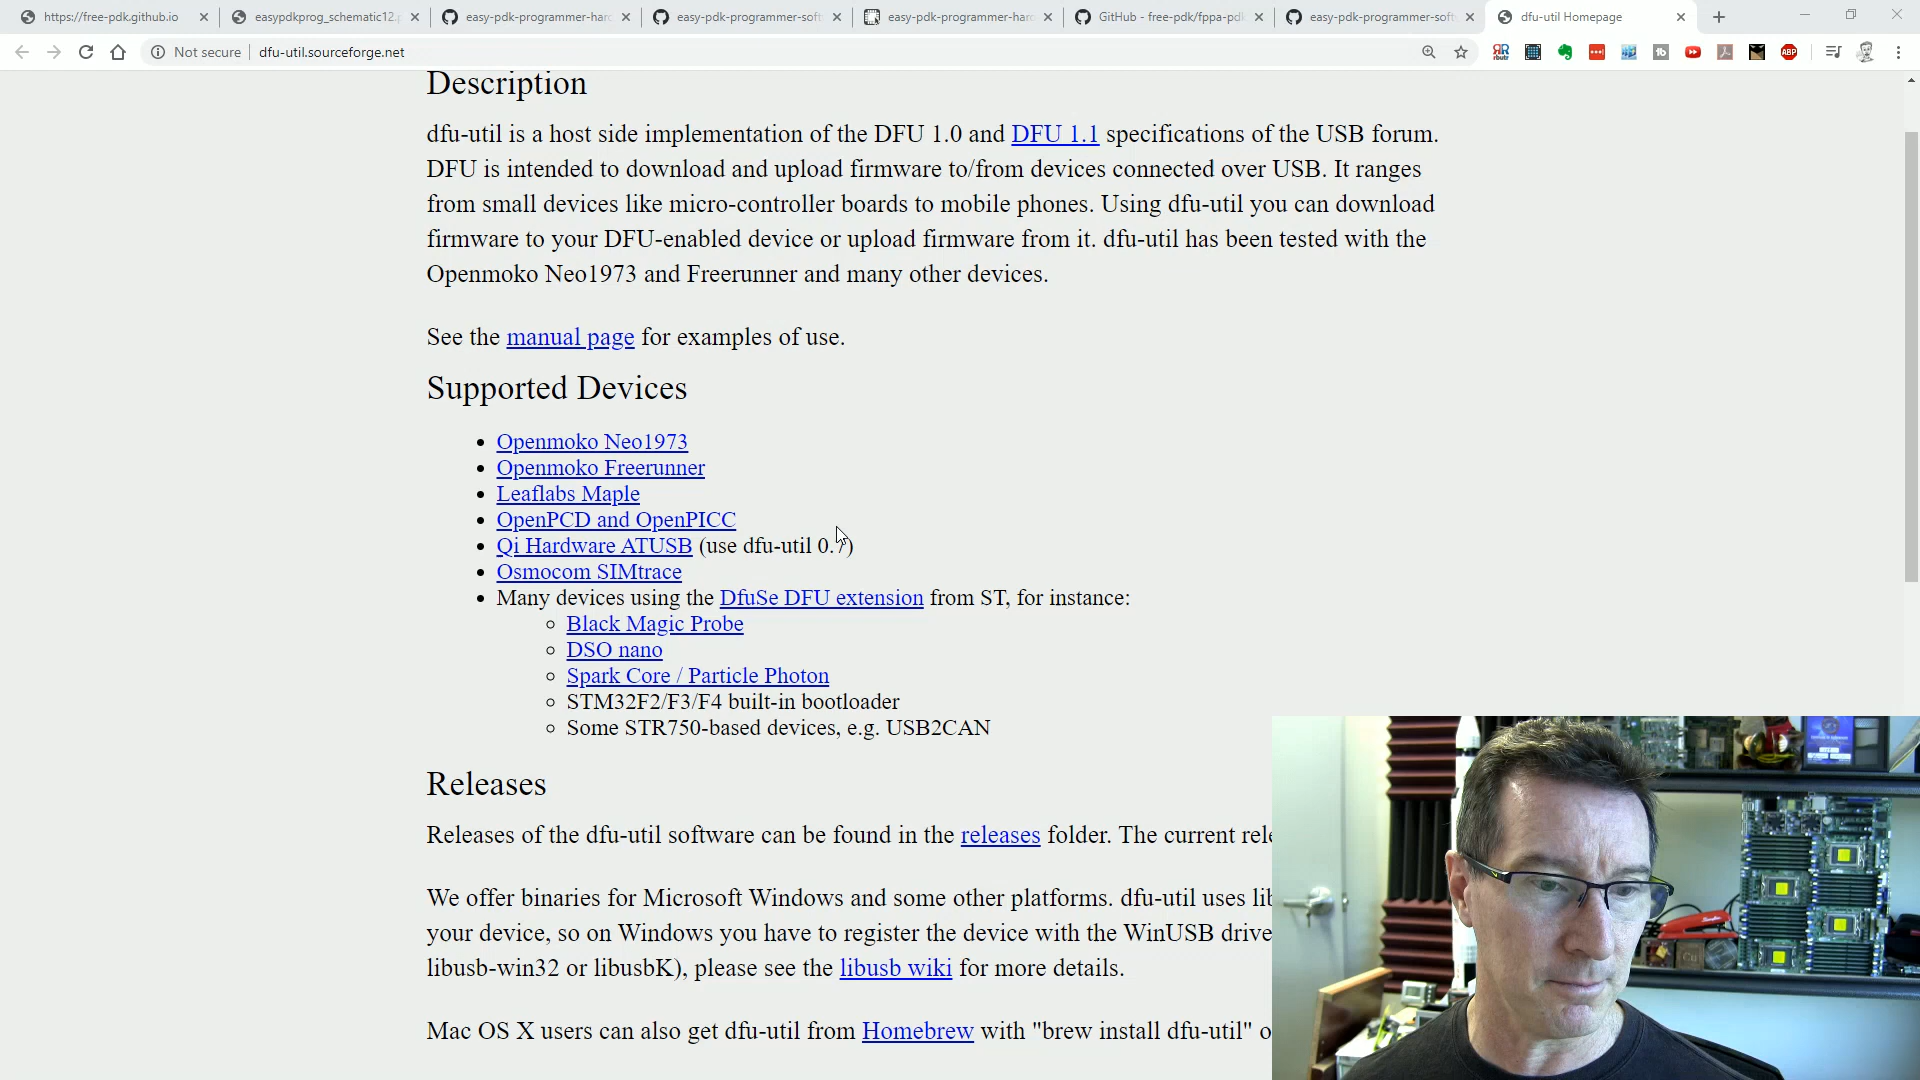 https://free-pdk.github.io
easypdkprog_schematic12.p
easy-pdk-programmer-hard
easy-pdk-programmer-softw
easy-pdk-programmer-hard
GitHub - free-pdk/fppa-pdk
easy-pdk-programmer-softw
dfu-util Homepage
Not secure
dfu-util.sourceforge.net
ABP
Description
dfu-util is a host side implementation of the DFU 1.0 and DFU 1.1 specifications of the USB forum.
DFU is intended to download and upload firmware to/from devices connected over USB. It ranges
from small devices like micro-controller boards to mobile phones. Using dfu-util you can download
firmware to your DFU-enabled device or upload firmware from it. dfu-util has been tested with the
Openmoko Neo1973 and Freerunner and many other devices.
See the manual page for examples of use.
Supported Devices
Openmoko Neo1973
Openmoko Freerunner
Leaflabs Maple
OpenPCD and OpenPICC
Qi Hardware ATUSB (use dfu-util 0.7)
Osmocom SIMtrace
Many devices using the DfuSe DFU extension from ST, for instance:
Black Magic Probe
DSO nano
Spark Core / Particle Photon
STM32F2/F3/F4 built-in bootloader
Some STR750-based devices, e.g. USB2CAN
Releases
Releases of the dfu-util software can be found in the releases folder. The current rele
We offer binaries for Microsoft Windows and some other platforms. dfu-util uses lib
your device, so on Windows you have to register the device with the WinUSB drive
libusb-win32 or libusbK), please see the libusb wiki for more details.
Mac OS X users can also get dfu-util from Homebrew with "brew install dfu-util" o